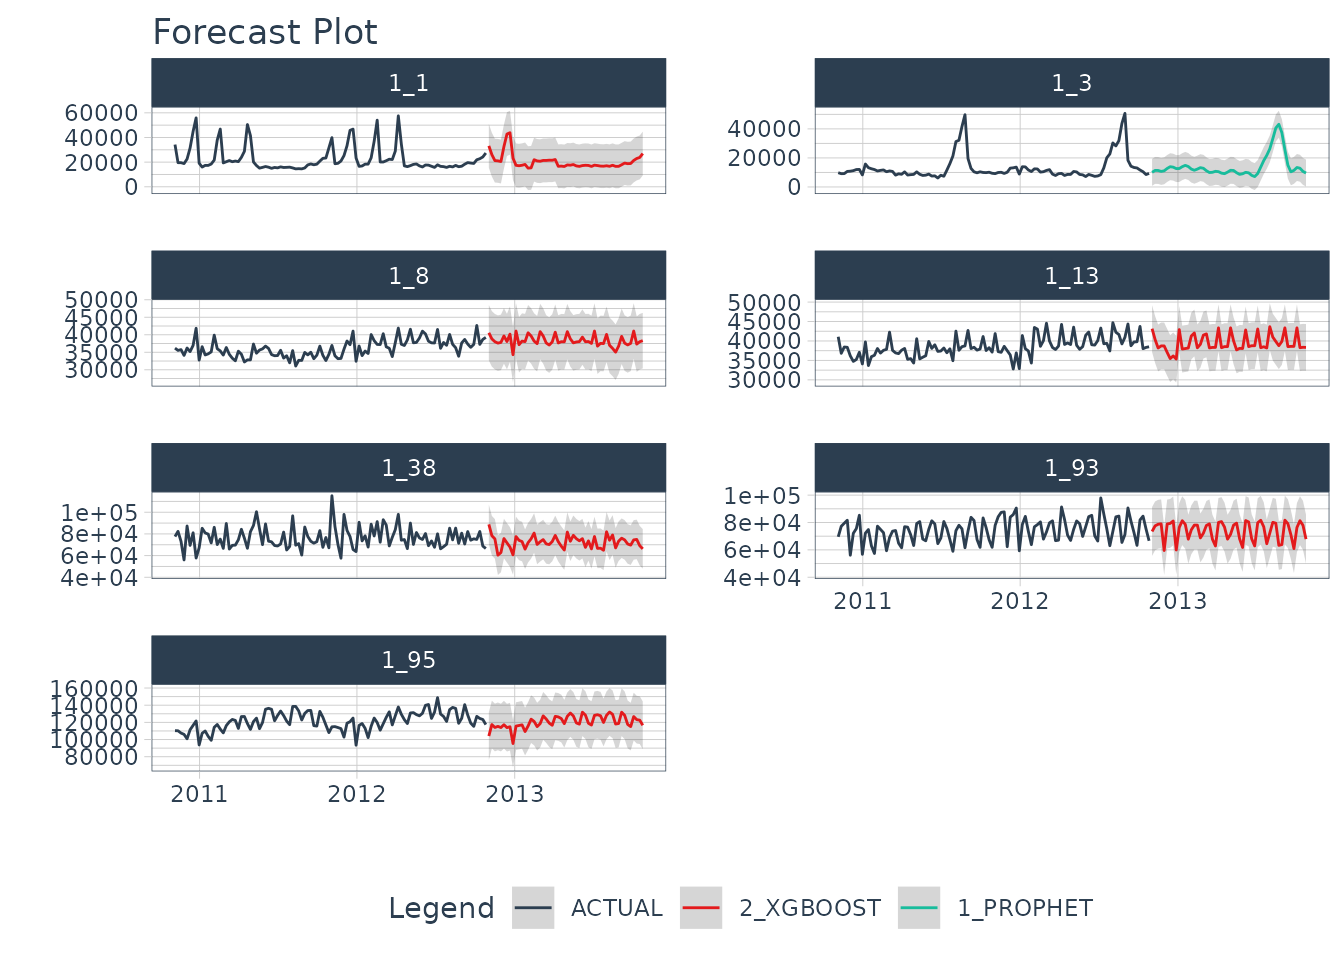 Forecast Plot
1_1
60000
40000
20000
0
1_3
40000
20000
0
1_8
50000
45000
40000
35000
30000
1_13
50000
45000
40000
35000
30000
1_38
1e+05
8e+04
6e+04
4e+04
1_93
1e+05
8e+04
6e+04
4e+04
2011 2012 2013
1_95
160000
140000
120000
100000
80000
2011 2012 2013
Legend ACTUAL 2_XGBOOST 1_PROPHET